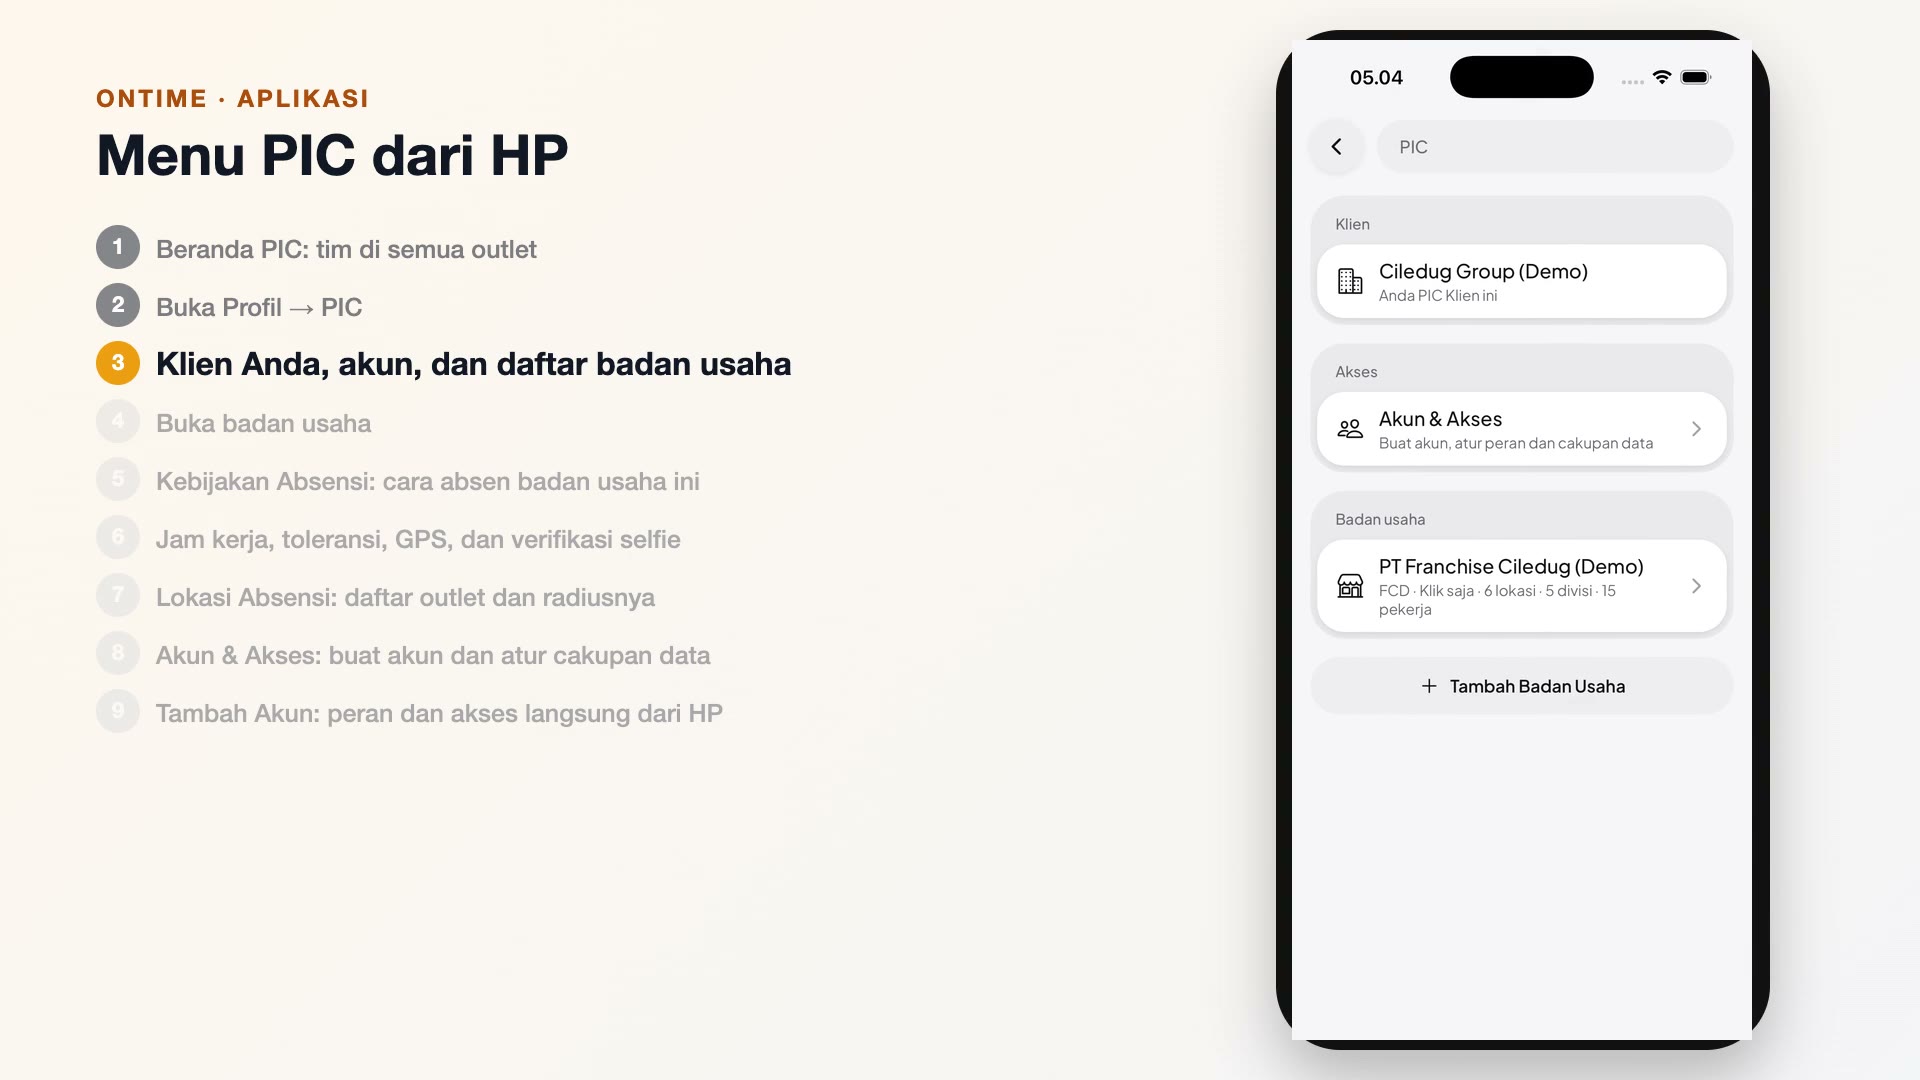 ONTIME · APLIKASI
Menu PIC dari HP
1 Beranda PIC: tim di semua outlet
2 Buka Profil → PIC
3 Klien Anda, akun, dan daftar badan usaha
4 Buka badan usaha
5 Kebijakan Absensi: cara absen badan usaha ini
6 Jam kerja, toleransi, GPS, dan verifikasi selfie
7 Lokasi Absensi: daftar outlet dan radiusnya
8 Akun & Akses: buat akun dan atur cakupan data
9 Tambah Akun: peran dan akses langsung dari HP
05.04
PIC
Klien
Ciledug Group (Demo)
Anda PIC Klien ini
Akses
Akun & Akses
Buat akun, atur peran dan cakupan data
Badan usaha
PT Franchise Ciledug (Demo)
FCD · Klik saja · 6 lokasi · 5 divisi · 15
pekerja
+ Tambah Badan Usaha